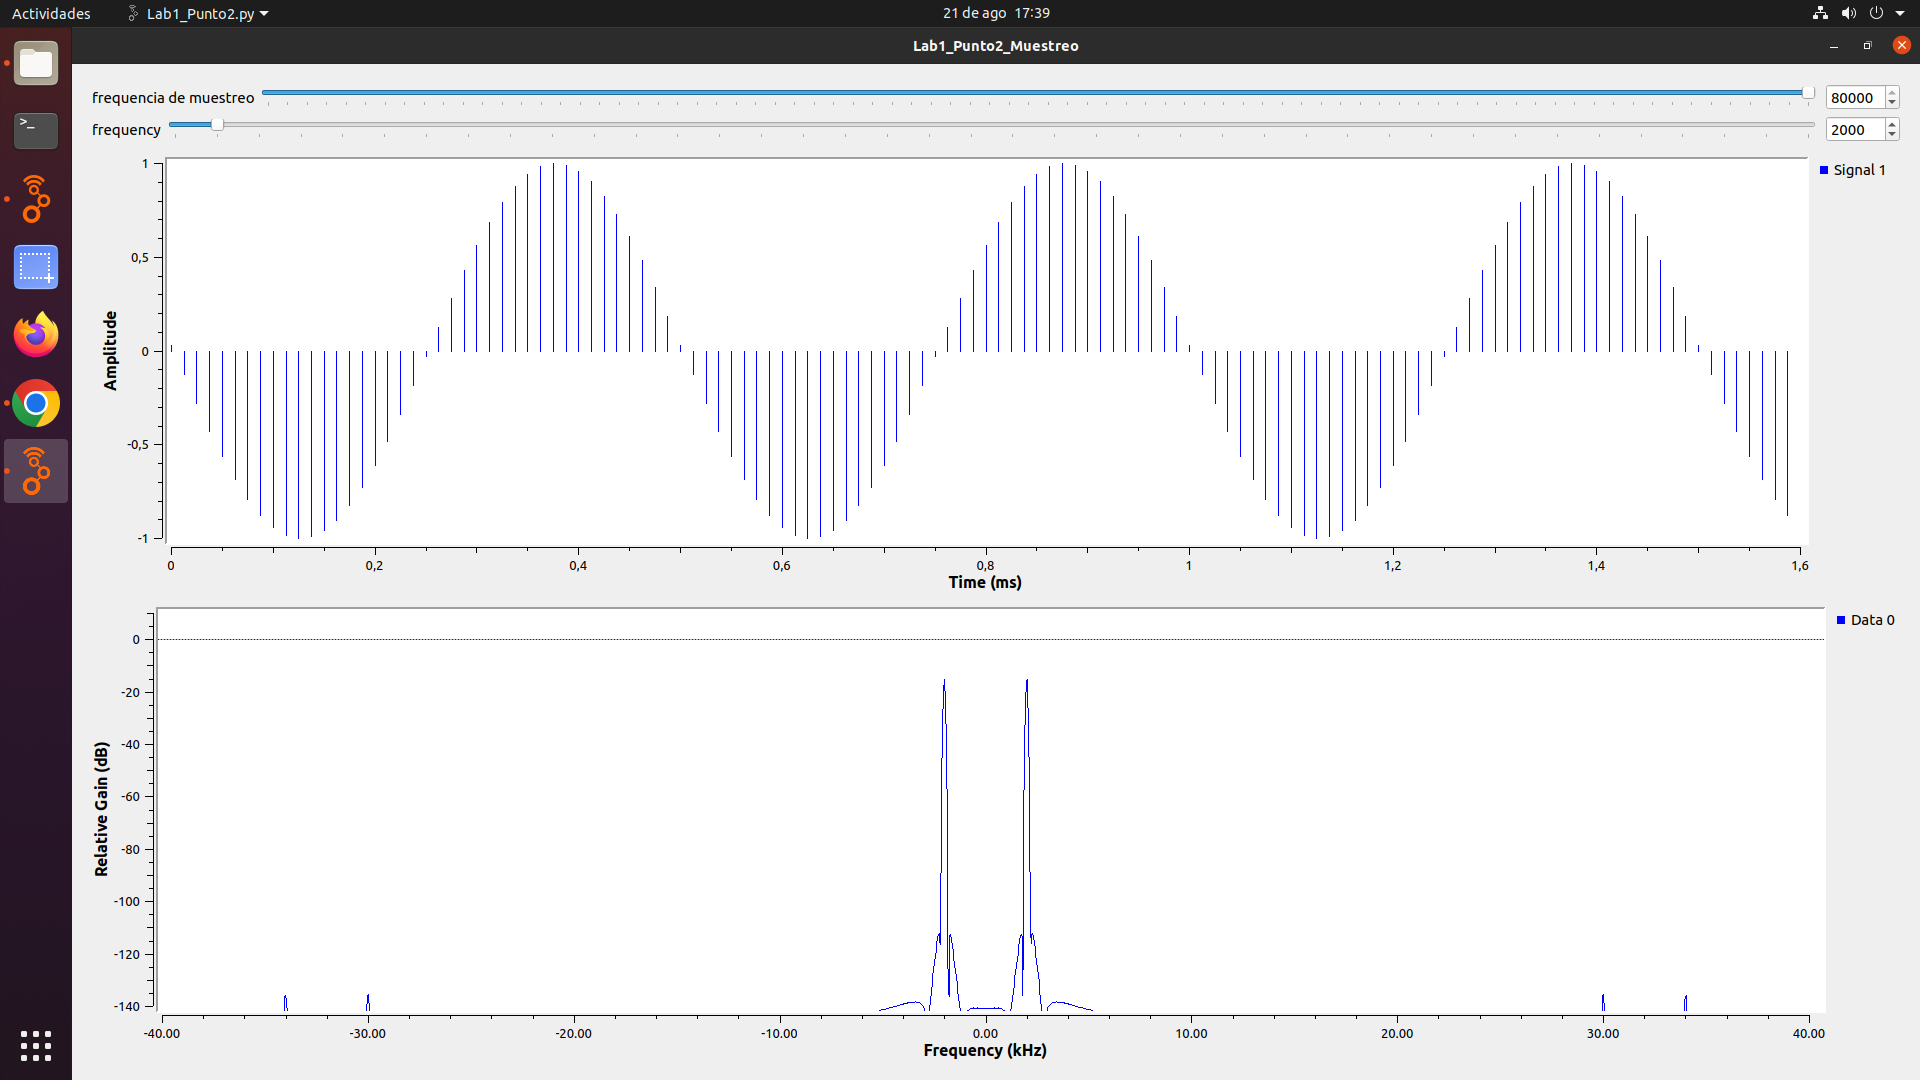 Actividades Lab1_Punto2.py 21 de ago 17:39
Lab1_Punto2_Muestreo
frequencia de muestreo 80000
frequency 2000
Signal 1
1
0,5
0
-0,5
-1
Amplitude
0 0,2 0,4 0,6 0,8 1 1,2 1,4 1,6
Time (ms)
Data 0
0
-20
-40
-60
-80
-100
-120
-140
Relative Gain (dB)
-40.00 -30.00 -20.00 -10.00 0.00 10.00 20.00 30.00 40.00
Frequency (kHz)